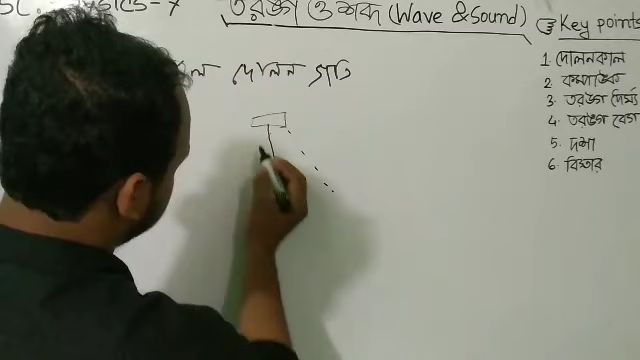 তরঙ্গ ও শব্দ (Wave & Sound)
দোলন গতি
Key points
1. দোলনকাল
2. কম্পাঙ্ক
3. তরঙ্গ দৈর্ঘ্য
4. তরঙ্গ বেগ
5. দশা
6. বিস্তার